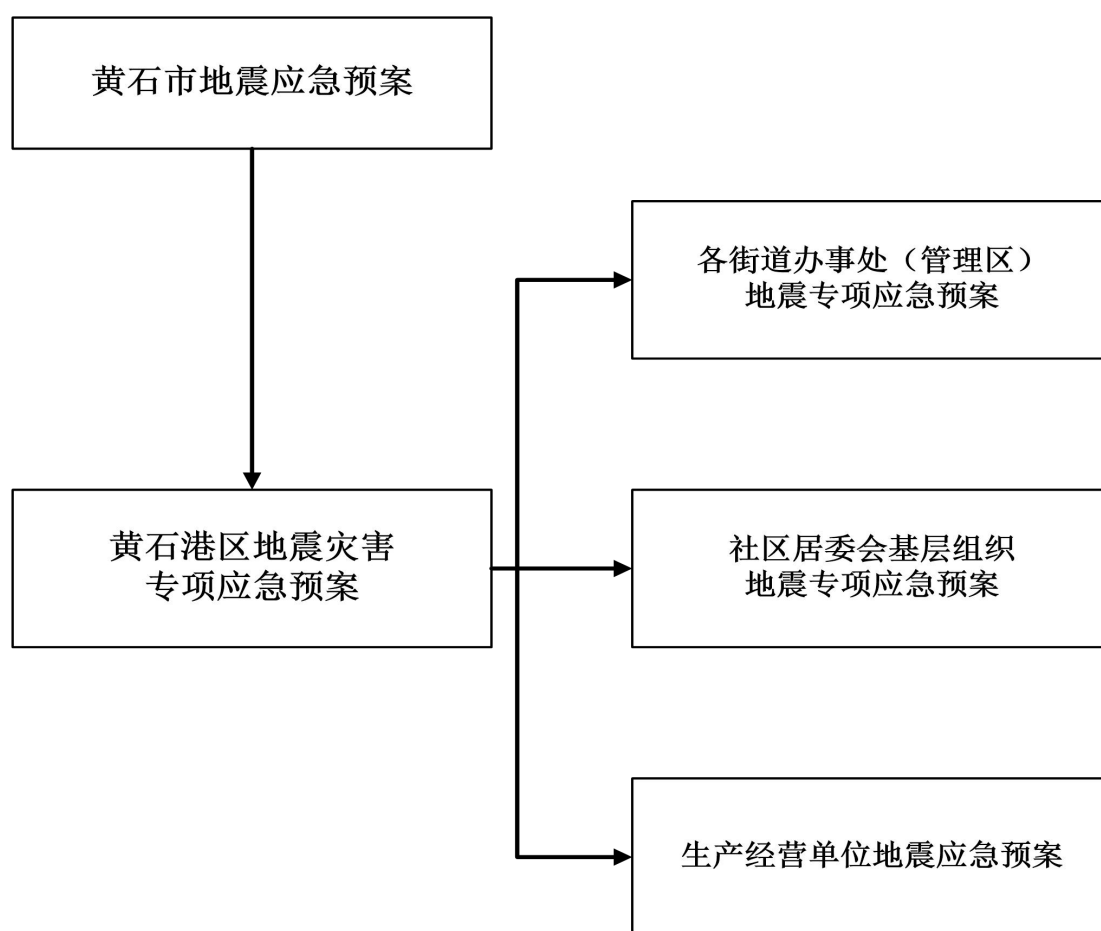 黄石市地震应急预案
各街道办事处（管理区）
地震专项应急预案
黄石港区地震灾害
专项应急预案
社区居委会基层组织
地震专项应急预案
生产经营单位地震应急预案